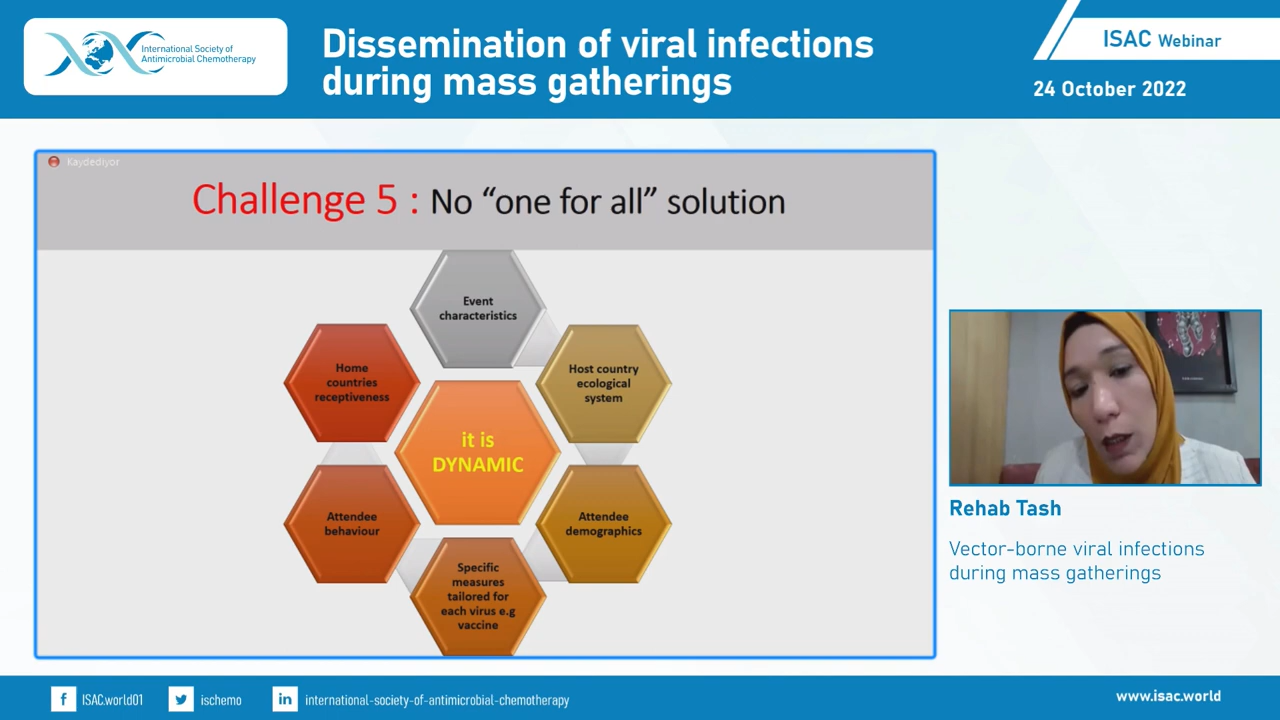 International Society of
Antimicrobial Chemotherapy
Dissemination of viral infections
during mass gatherings
ISAC Webinar
24 October 2022
Kaydediyor
Challenge 5 : No “one for all” solution
Event
characteristics
Host country
ecological
system
Attendee
demographics
Specific
measures
tailored for
each virus e.g
vaccine
Attendee
behaviour
Home
countries
receptiveness
it is
DYNAMIC
Rehab Tash
Vector-borne viral infections
during mass gatherings
ISAC.world01
ischemo
international-society-of-antimicrobial-chemotherapy
www.isac.world